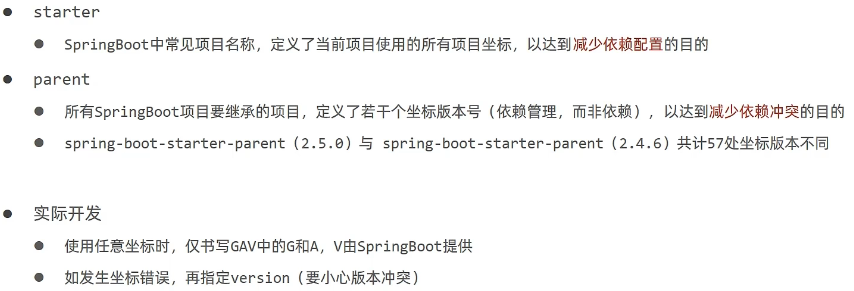 starter
SpringBoot中常见项目名称，定义了当前项目使用的所有项目坐标，以达到减少依赖配置的目的
parent
所有SpringBoot项目要继承的项目，定义了若干个坐标版本号（依赖管理，而非依赖），以达到减少依赖冲突的目的
spring-boot-starter-parent（2.5.0）与 spring-boot-starter-parent（2.4.6）共计57处坐标版本不同
实际开发
使用任意坐标时，仅书写GAV中的G和A，V由SpringBoot提供
如发生坐标错误，再指定version（要小心版本冲突）